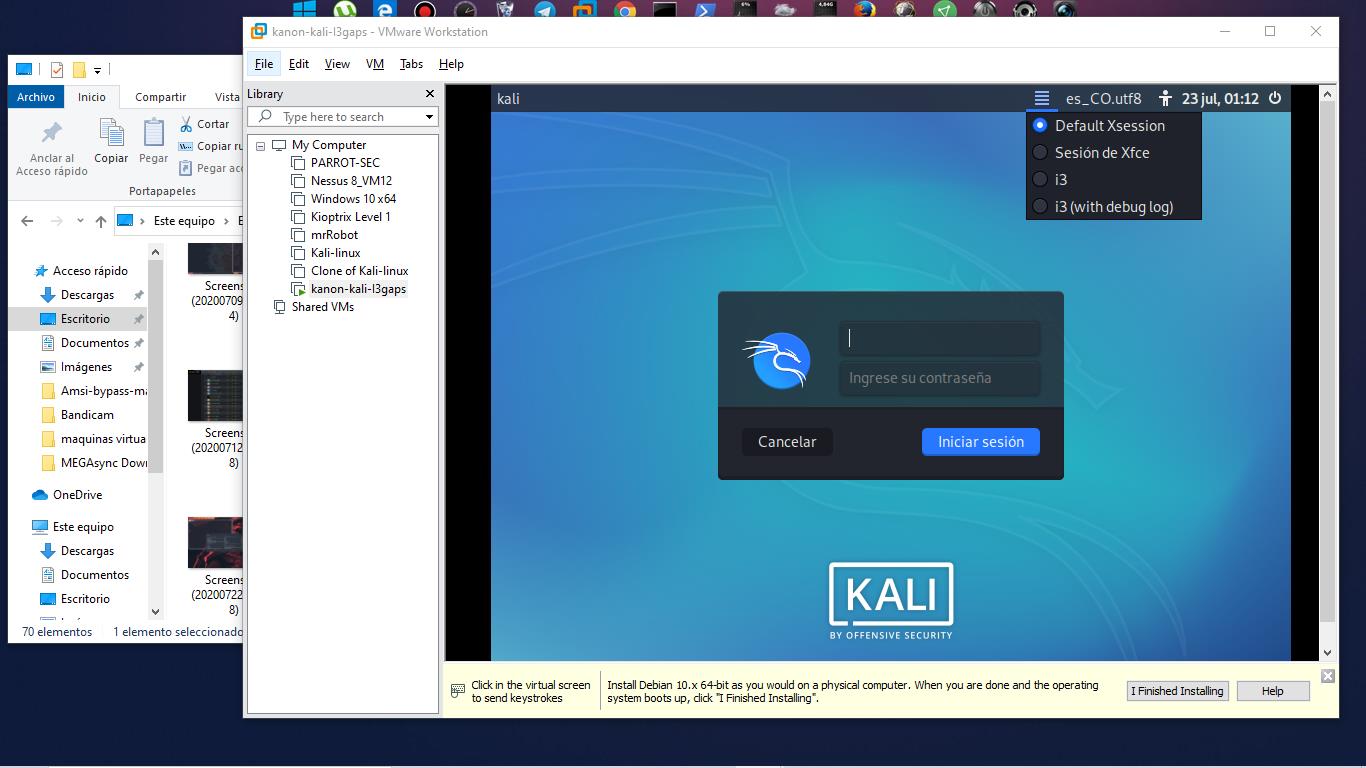 kanon-kali-l3gaps - VMware Workstation
File Edit View VM Tabs Help
Archivo Inicio Compartir Vista
Anclar al
Acceso rápido
Copiar
Pegar
Cortar
Copiar ru
Pegar acc
Portapapeles
Este equipo
Acceso rápido
Descargas
Escritorio
Documentos
Imágenes
Amsi-bypass-ma
Bandicam
maquinas virtua
MEGAsync Down
OneDrive
Este equipo
Descargas
Documentos
Escritorio
Screens
(20200709
4)
Screens
(20200712
8)
Screens
(20200722
8)
70 elementos 1 elemento seleccionado
Library
Type here to search
My Computer
PARROT-SEC
Nessus 8_VM12
Windows 10 x64
Kioptrix Level 1
mrRobot
Kali-linux
Clone of Kali-linux
kanon-kali-l3gaps
Shared VMs
kali es_CO.utf8 23 jul, 01:12
Default Xsession
Sesión de Xfce
i3
i3 (with debug log)
Ingrese su contraseña
Cancelar Iniciar sesión
KALI
BY OFFENSIVE SECURITY
Click in the virtual screen
to send keystrokes
Install Debian 10.x 64-bit as you would on a physical computer. When you are done and the operating
system boots up, click "I Finished Installing".
I Finished Installing Help